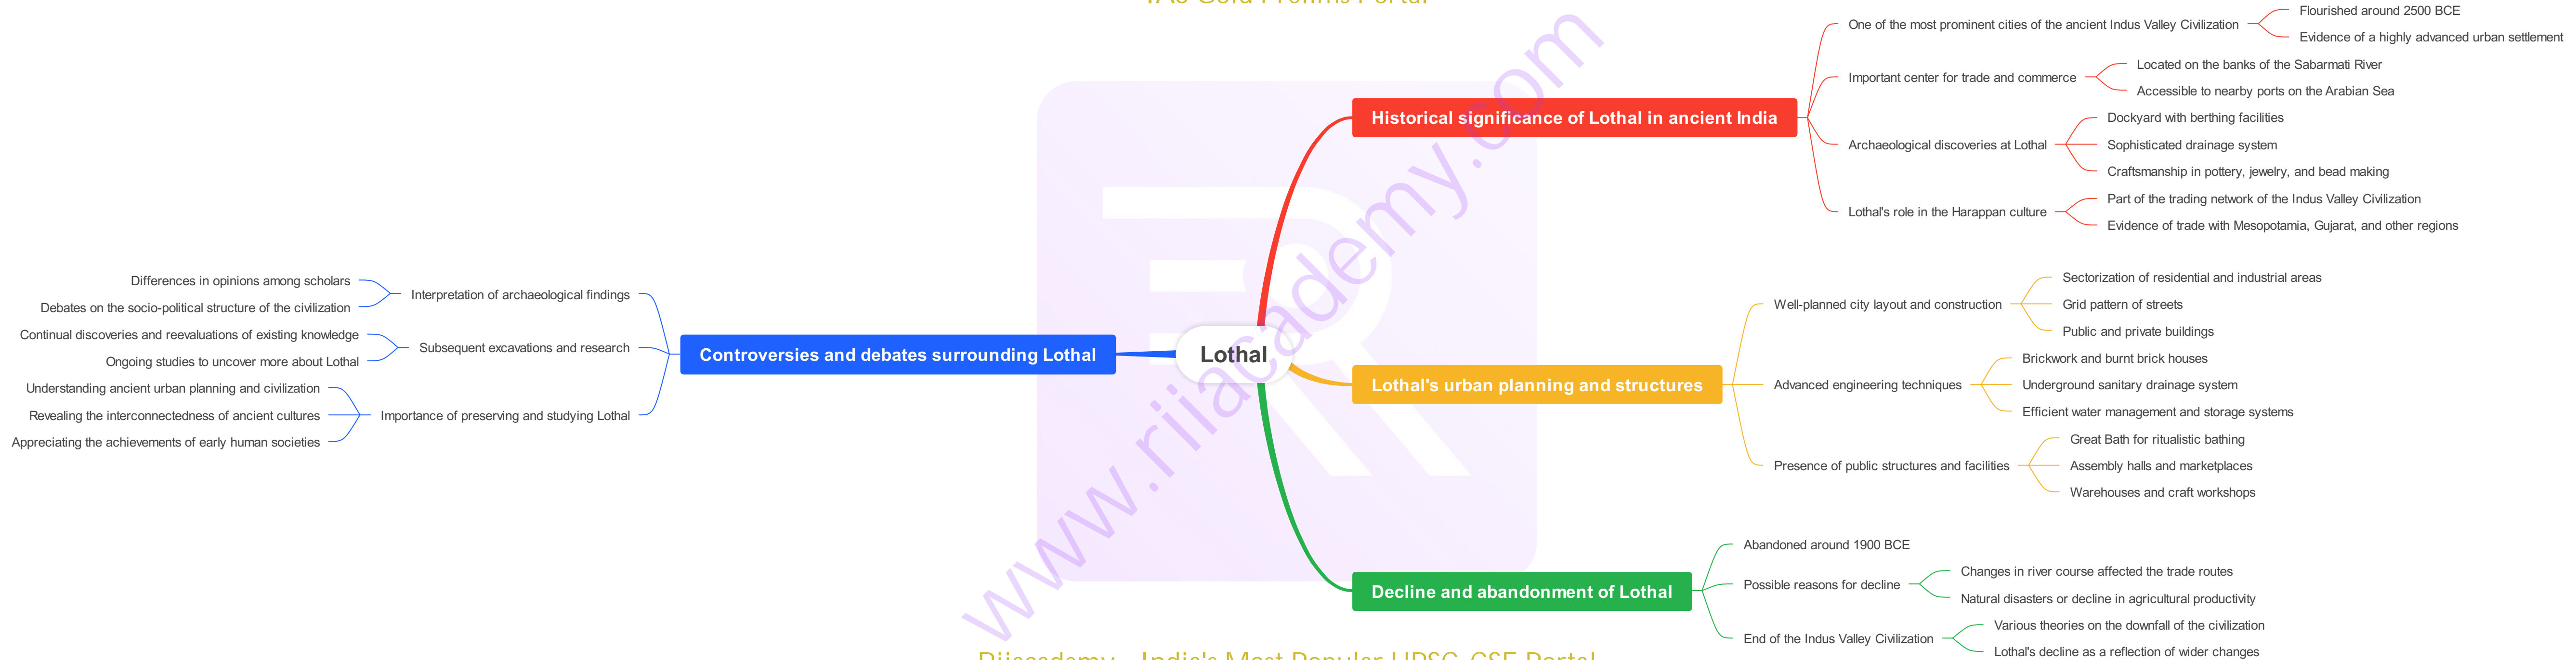 IAS Gold Prelims Portal
Historical significance of Lothal in ancient India
One of the most prominent cities of the ancient Indus Valley Civilization
Flourished around 2500 BCE
Evidence of a highly advanced urban settlement
Important center for trade and commerce
Located on the banks of the Sabarmati River
Accessible to nearby ports on the Arabian Sea
Archaeological discoveries at Lothal
Dockyard with berthing facilities
Sophisticated drainage system
Craftsmanship in pottery, jewelry, and bead making
Lothal's role in the Harappan culture
Part of the trading network of the Indus Valley Civilization
Evidence of trade with Mesopotamia, Gujarat, and other regions
Lothal
Lothal's urban planning and structures
Well-planned city layout and construction
Sectorization of residential and industrial areas
Grid pattern of streets
Public and private buildings
Advanced engineering techniques
Brickwork and burnt brick houses
Underground sanitary drainage system
Efficient water management and storage systems
Presence of public structures and facilities
Great Bath for ritualistic bathing
Assembly halls and marketplaces
Warehouses and craft workshops
Decline and abandonment of Lothal
Abandoned around 1900 BCE
Possible reasons for decline
Changes in river course affected the trade routes
Natural disasters or decline in agricultural productivity
End of the Indus Valley Civilization
Various theories on the downfall of the civilization
Lothal's decline as a reflection of wider changes
Controversies and debates surrounding Lothal
Interpretation of archaeological findings
Differences in opinions among scholars
Debates on the socio-political structure of the civilization
Subsequent excavations and research
Continual discoveries and reevaluations of existing knowledge
Ongoing studies to uncover more about Lothal
Importance of preserving and studying Lothal
Understanding ancient urban planning and civilization
Revealing the interconnectedness of ancient cultures
Appreciating the achievements of early human societies
www.riiacademy.com
India's Most Popular UPSC-CSE Portal